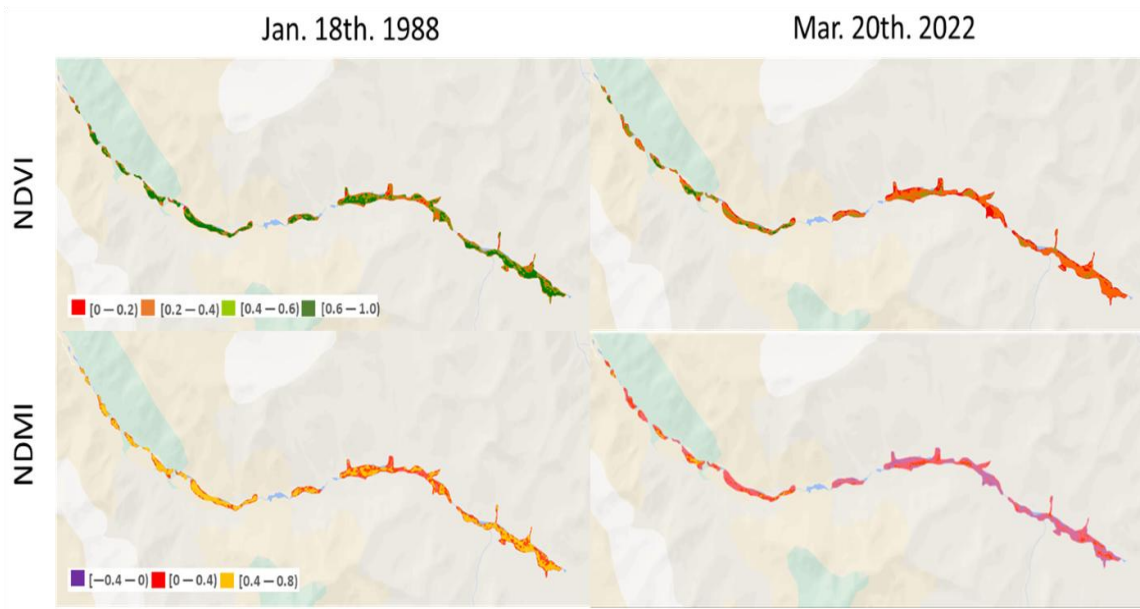 Jan. 18th. 1988
Mar. 20th. 2022
NDVI
[0 — 0.2) [0.2 — 0.4) [0.4 — 0.6) [0.6 — 1.0)
NDMI
[—0.4 — 0) [0 — 0.4) [0.4 — 0.8)